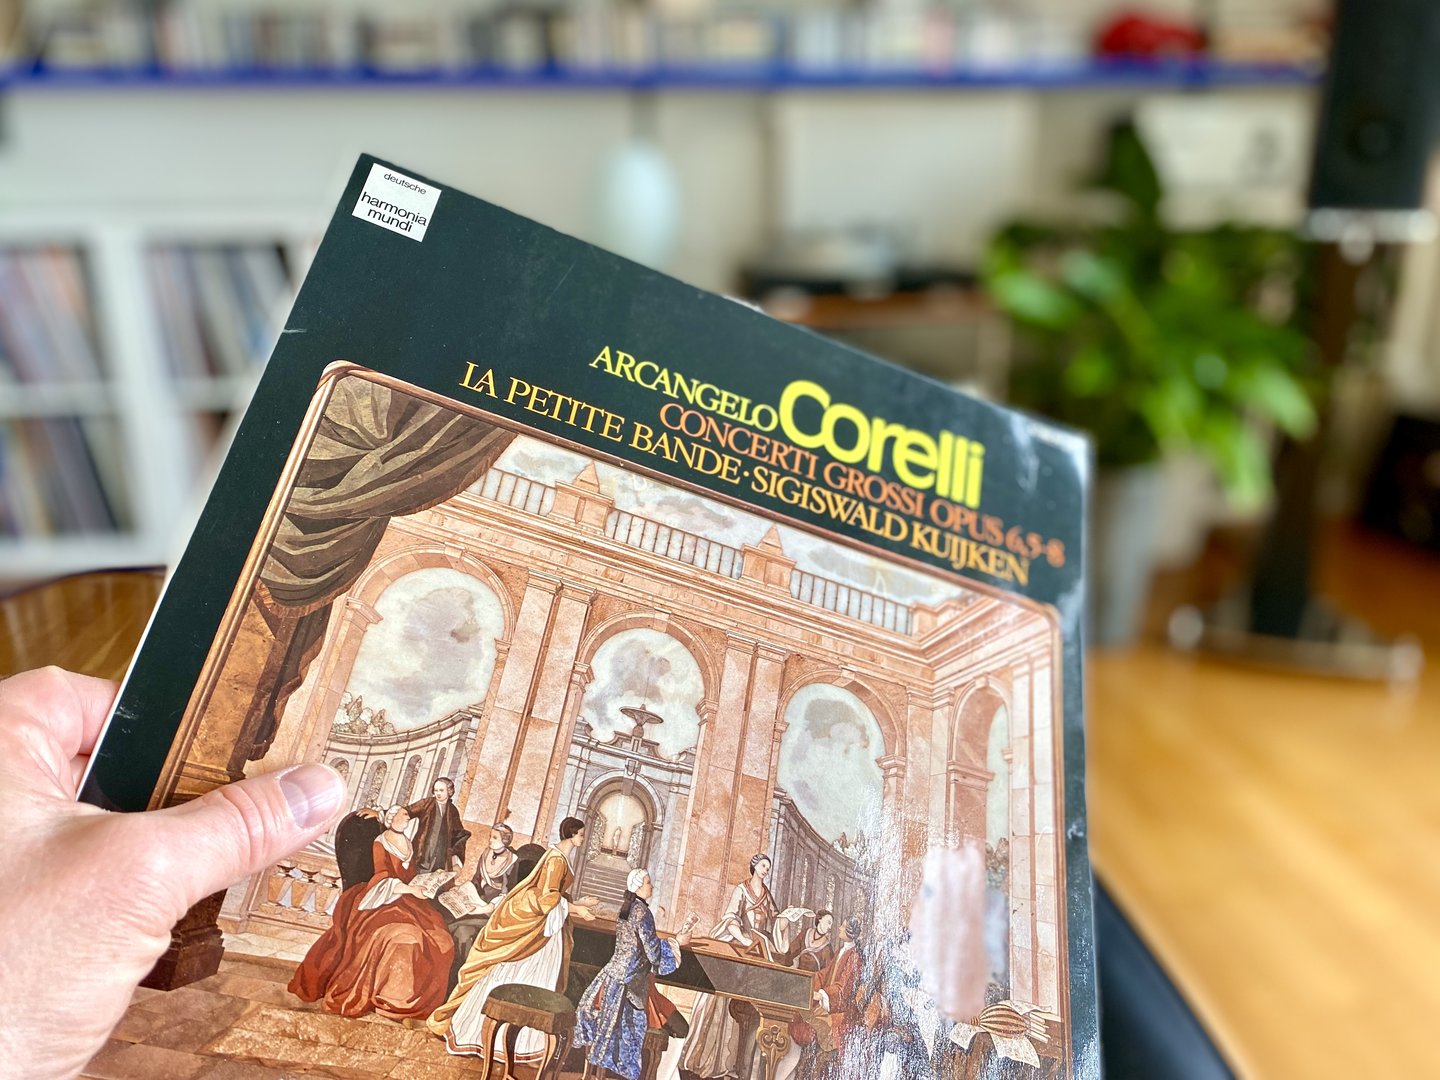 deutsche
harmonia
mundi
ARCANGELO Corelli
CONCERTI GROSSI OPUS 6,5-8
LA PETITE BANDE · SIGISWALD KUIJKEN